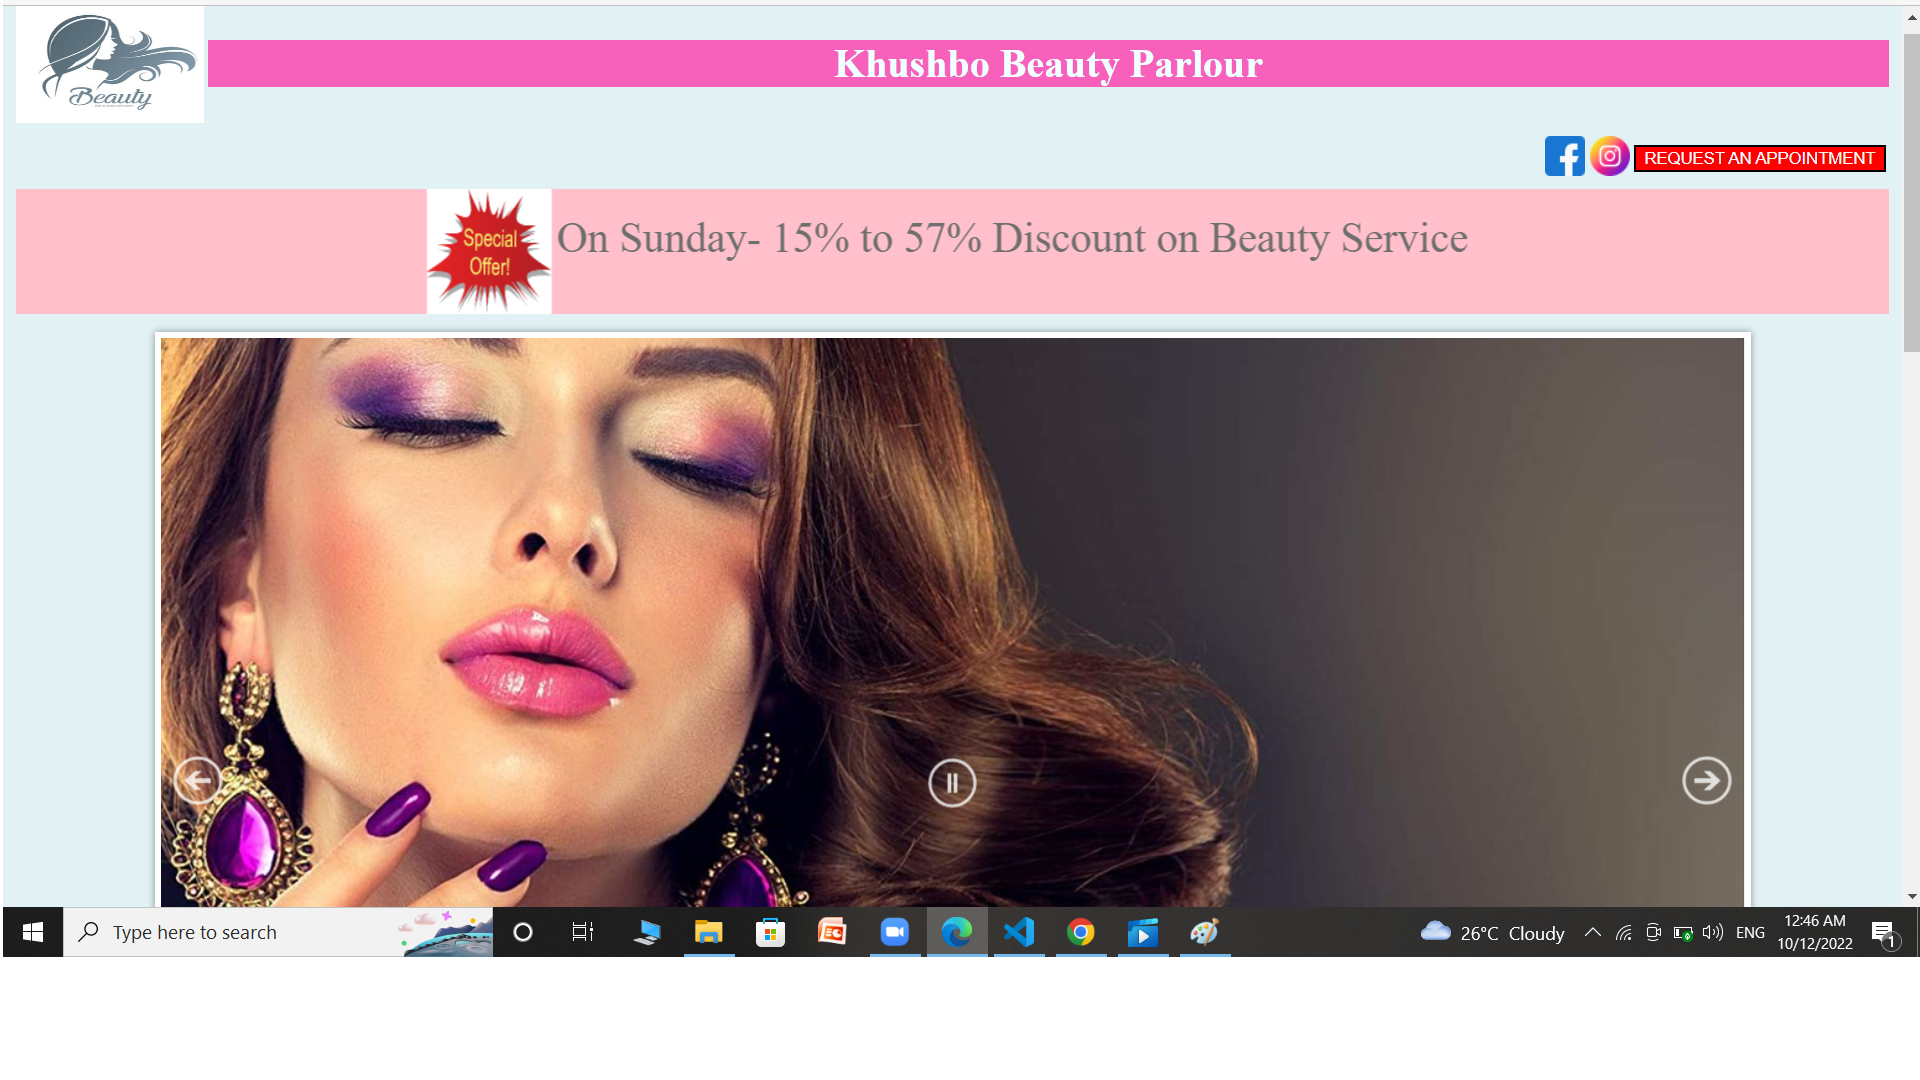 Beauty
Khushbo Beauty Parlour
REQUEST AN APPOINTMENT
Special
Offer!
On Sunday- 15% to 57% Discount on Beauty Service
Type here to search
26°C Cloudy
ENG
12:46 AM
10/12/2022
1